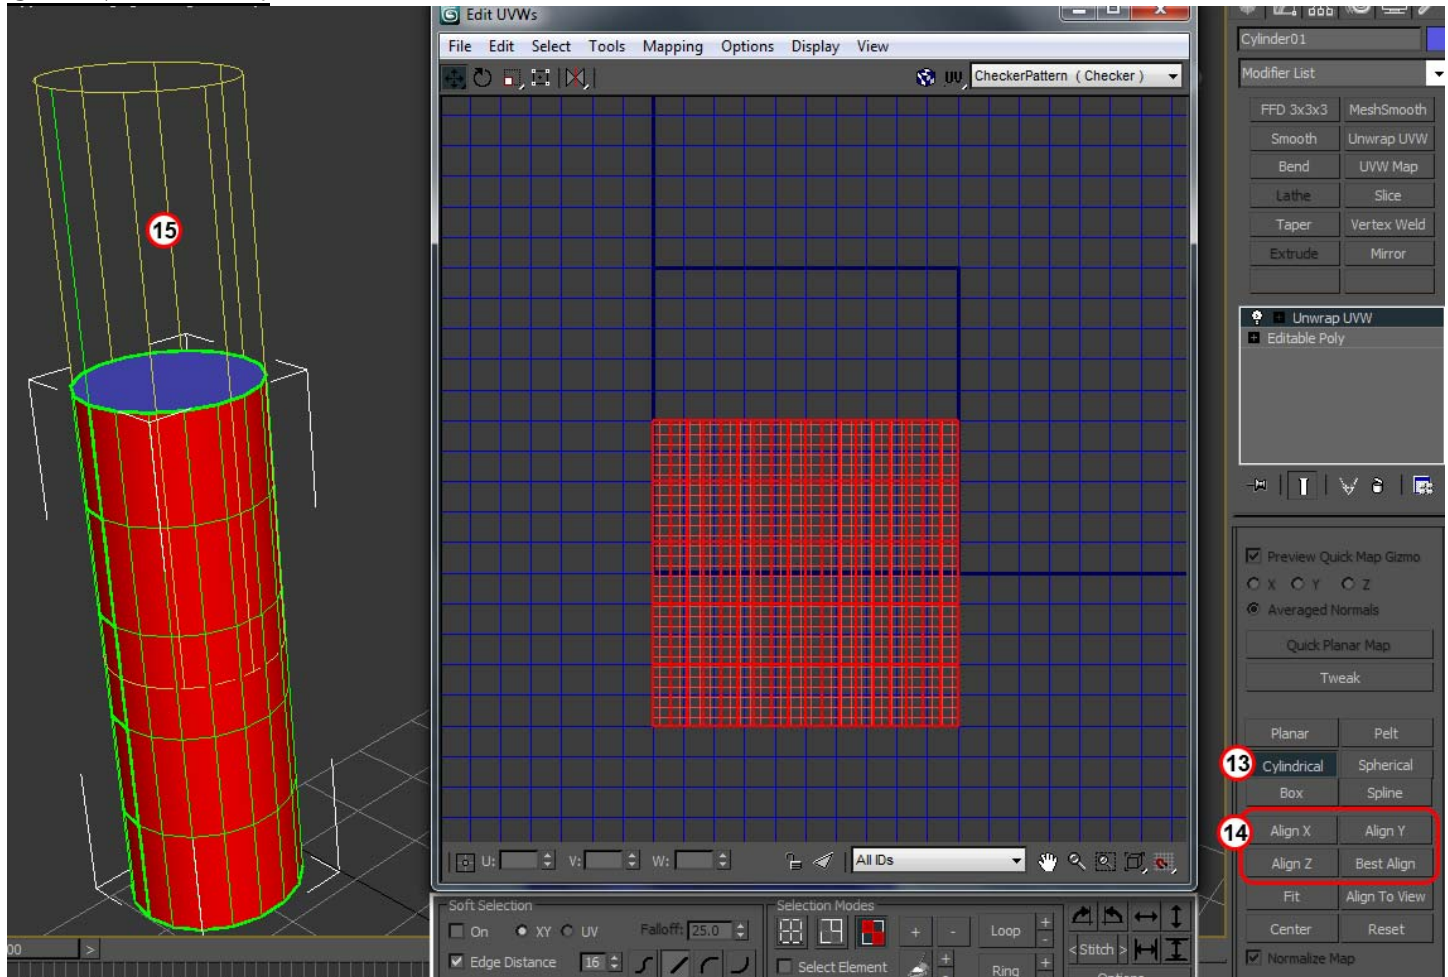 Edit UVWs
File Edit Select Tools Mapping Options Display View
UV CheckerPattern ( Checker )
15
Cylinder01
Modifier List
FFD 3x3x3 MeshSmooth
Smooth Unwrap UVW
Bend UVW Map
Lathe Slice
Taper Vertex Weld
Extrude Mirror
Unwrap UVW
Editable Poly
Preview Quick Map Gizmo
X Y Z
Averaged Normals
Quick Planar Map
Tweak
Planar Pelt
13 Cylindrical Spherical
Box Spline
14 Align X Align Y
Align Z Best Align
Fit Align To View
Center Reset
Normalize Map
U: V: W: All IDs
Soft Selection
On XY UV Falloff: 25.0
Edge Distance 16
Selection Modes
+ - Loop + -
Select Element + Ring +
< Stitch >
Options
00 >